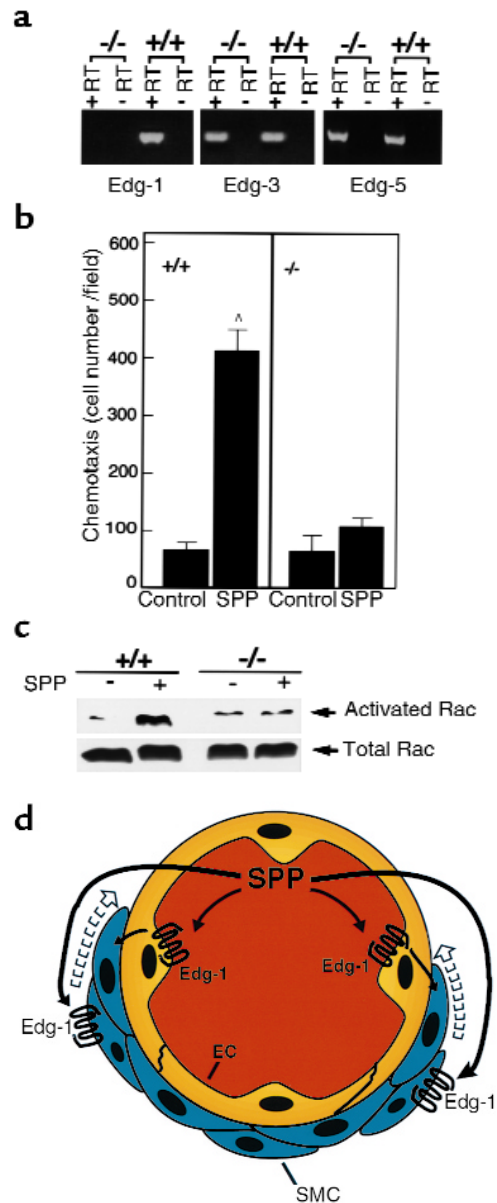 a
-/- +/+ -/- +/+ -/- +/+
RT RT RT RT RT RT RT RT RT RT RT RT
+ - + - + - + - + - + -
Edg-1 Edg-3 Edg-5
b
600
500
400
300
200
100
0
Chemotaxis (cell number /field)
+/+ -/-
^
Control SPP Control SPP
c
+/+ -/-
SPP - + - +
Activated Rac
Total Rac
d
SPP
Edg-1 Edg-1
Edg-1
Edg-1
EC
SMC